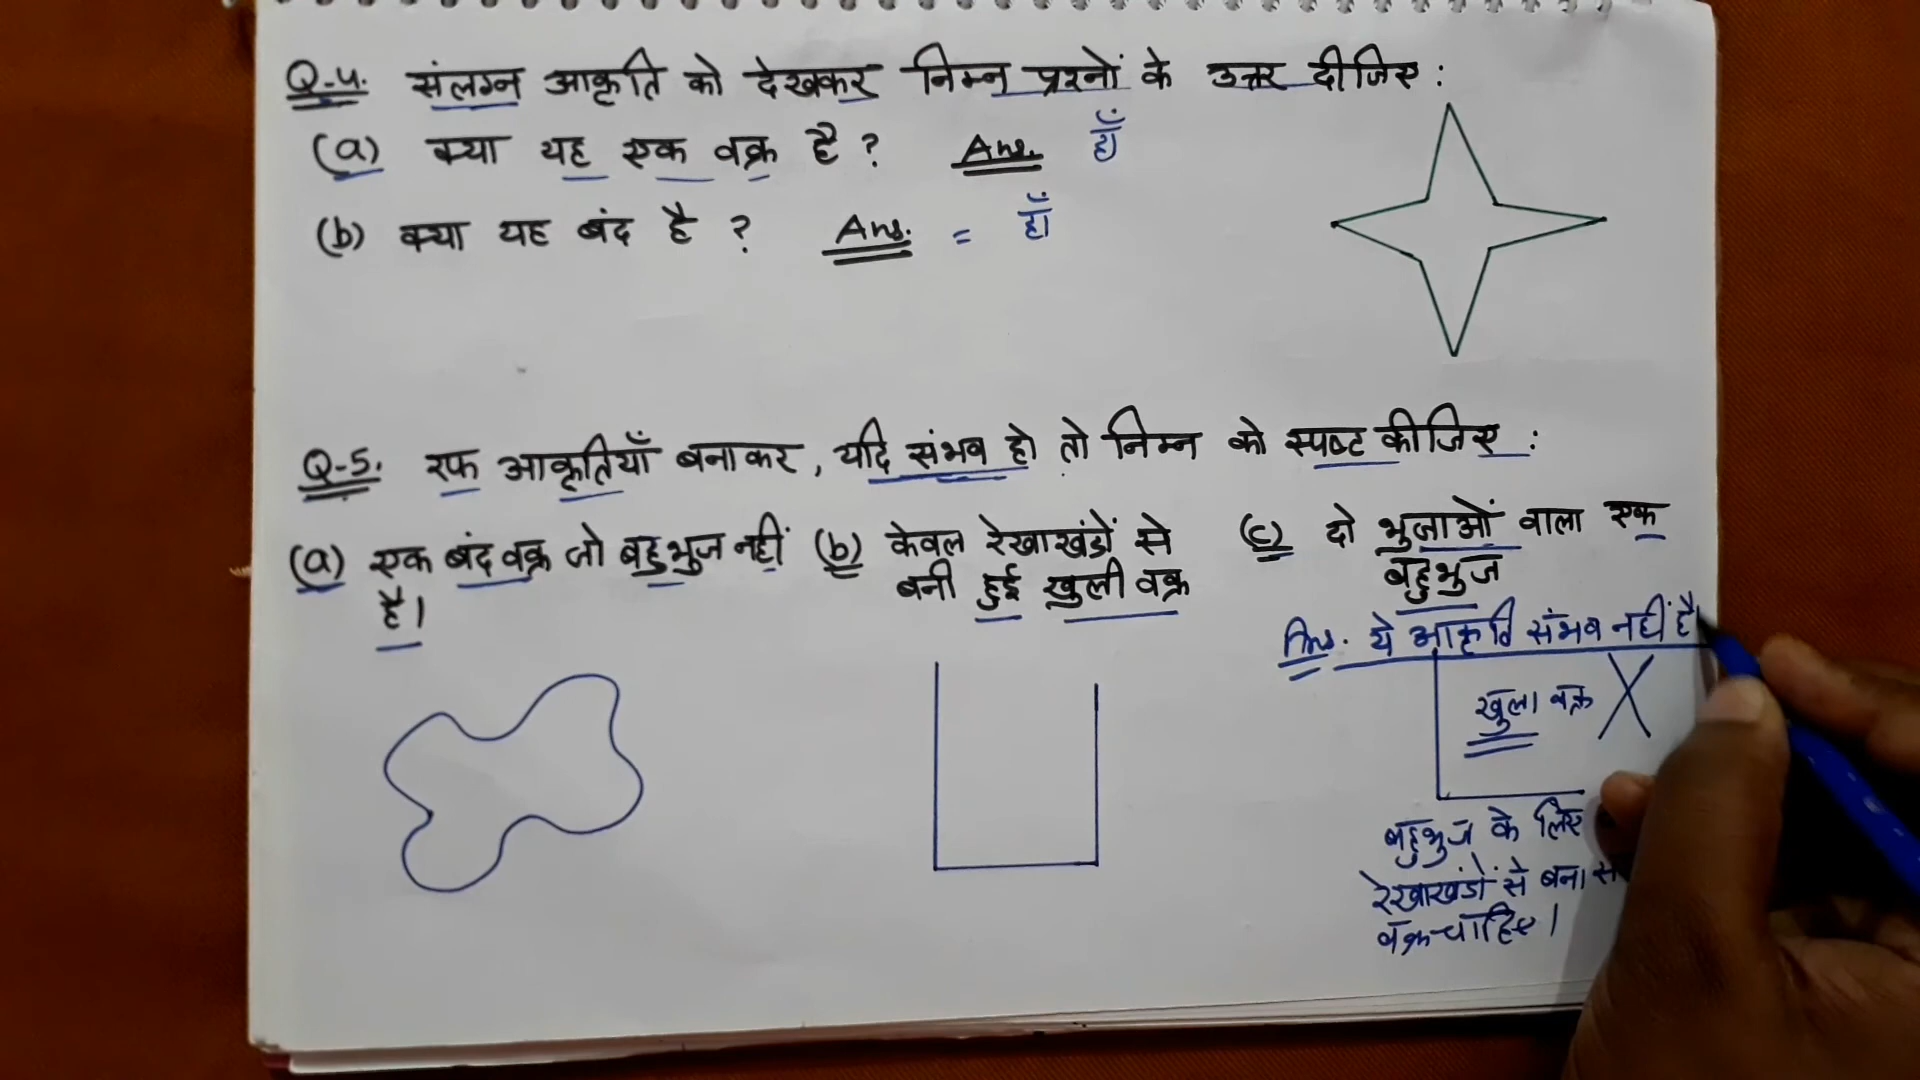 Q-4. संलग्न आकृति को देखकर निम्न प्रश्नों के उत्तर दीजिए :
(a) क्या यह एक वक्र है ? Ans. हाँ
(b) क्या यह बंद है ? Ans. = हाँ
Q-5. रफ आकृतियाँ बनाकर, यदि संभव हो तो निम्न को स्पष्ट कीजिए :
(a) एक बंद वक्र जो बहुभुज नहीं
है।
(b) केवल रेखाखंडों से
बनी हुई खुली वक्र
(c) दो भुजाओं वाला एक
बहुभुज
Ans. ये आकृति संभव नहीं है।
खुला वक्र X
बहुभुज के लिए
रेखाखंडों से बना
वक्र चाहिए।